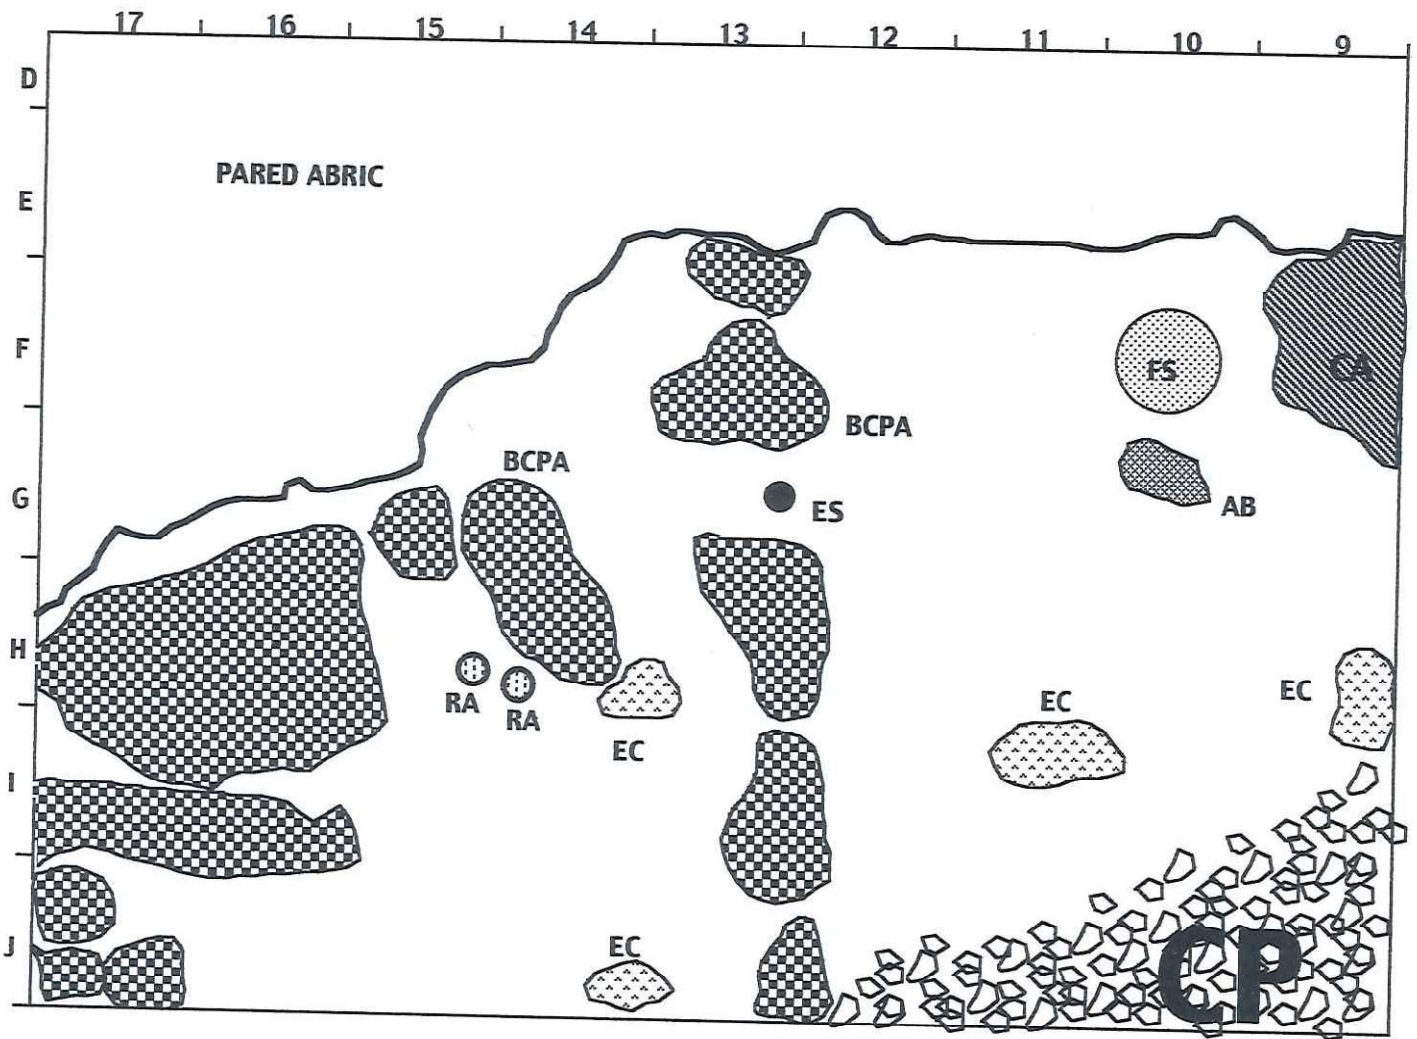 17 16 15 14 13 12 11 10 9
D
PARED ABRIC
E
F
FS
CA
BCPA
BCPA
G
ES
AB
H
RA
RA
EC
EC
EC
I
EC
J
CP